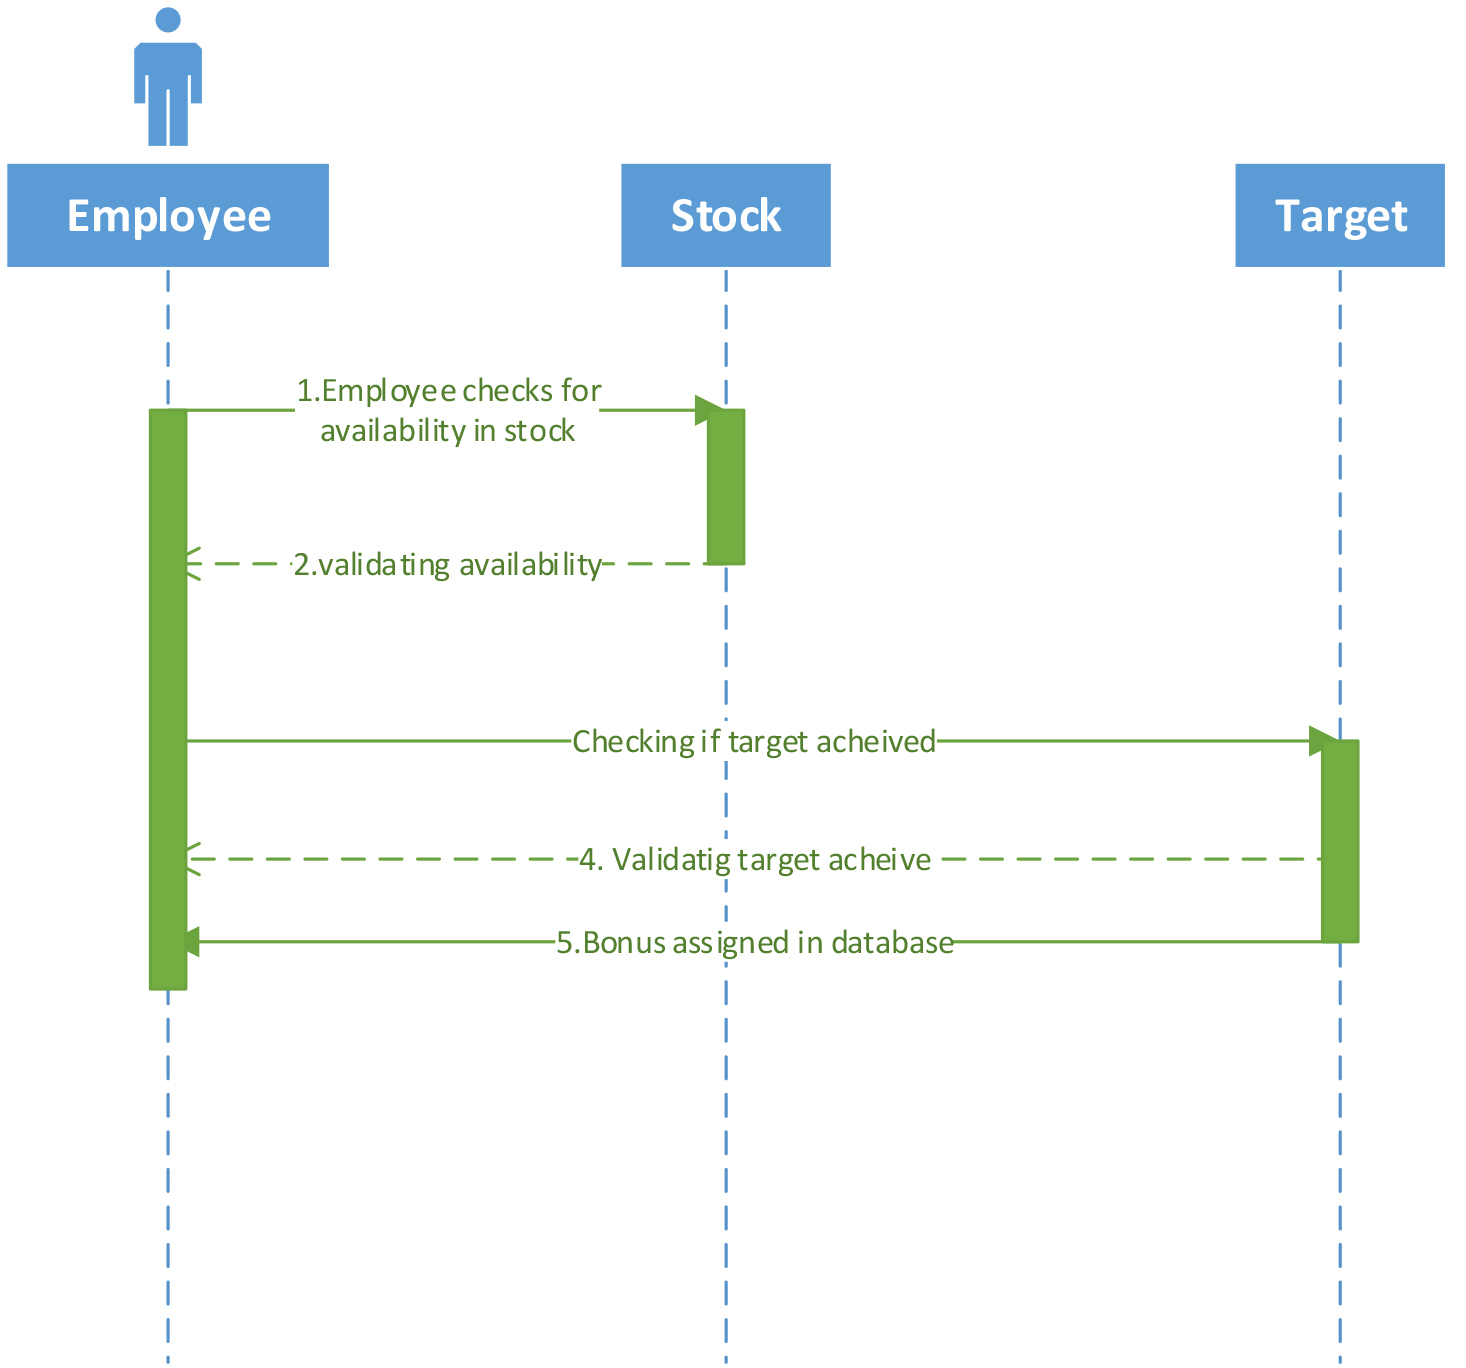 Employee
Stock
Target
1.Employee checks for
availability in stock
2.validating availability
Checking if target acheived
4. Validatig target acheive
5.Bonus assigned in database